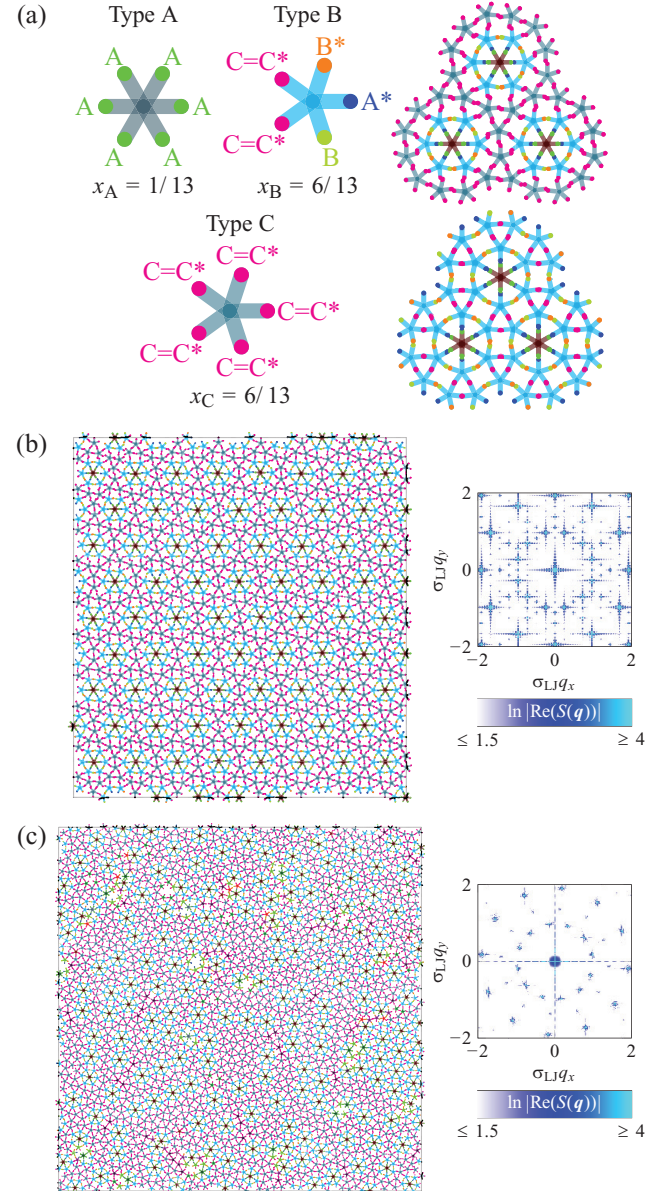 (a)
Type A
Type B
A A
A A
A A
x_A = 1/13
C=C*
B*
A*
C=C*
B
x_B = 6/13
Type C
C=C*
C=C*
C=C*
C=C*
C=C*
x_C = 6/13
(b)
2
0
−2
σ_LJ q_y
−2 0 2
σ_LJ q_x
ln |Re(S(q))|
≤ 1.5 ≥ 4
(c)
2
0
−2
σ_LJ q_y
−2 0 2
σ_LJ q_x
ln |Re(S(q))|
≤ 1.5 ≥ 4